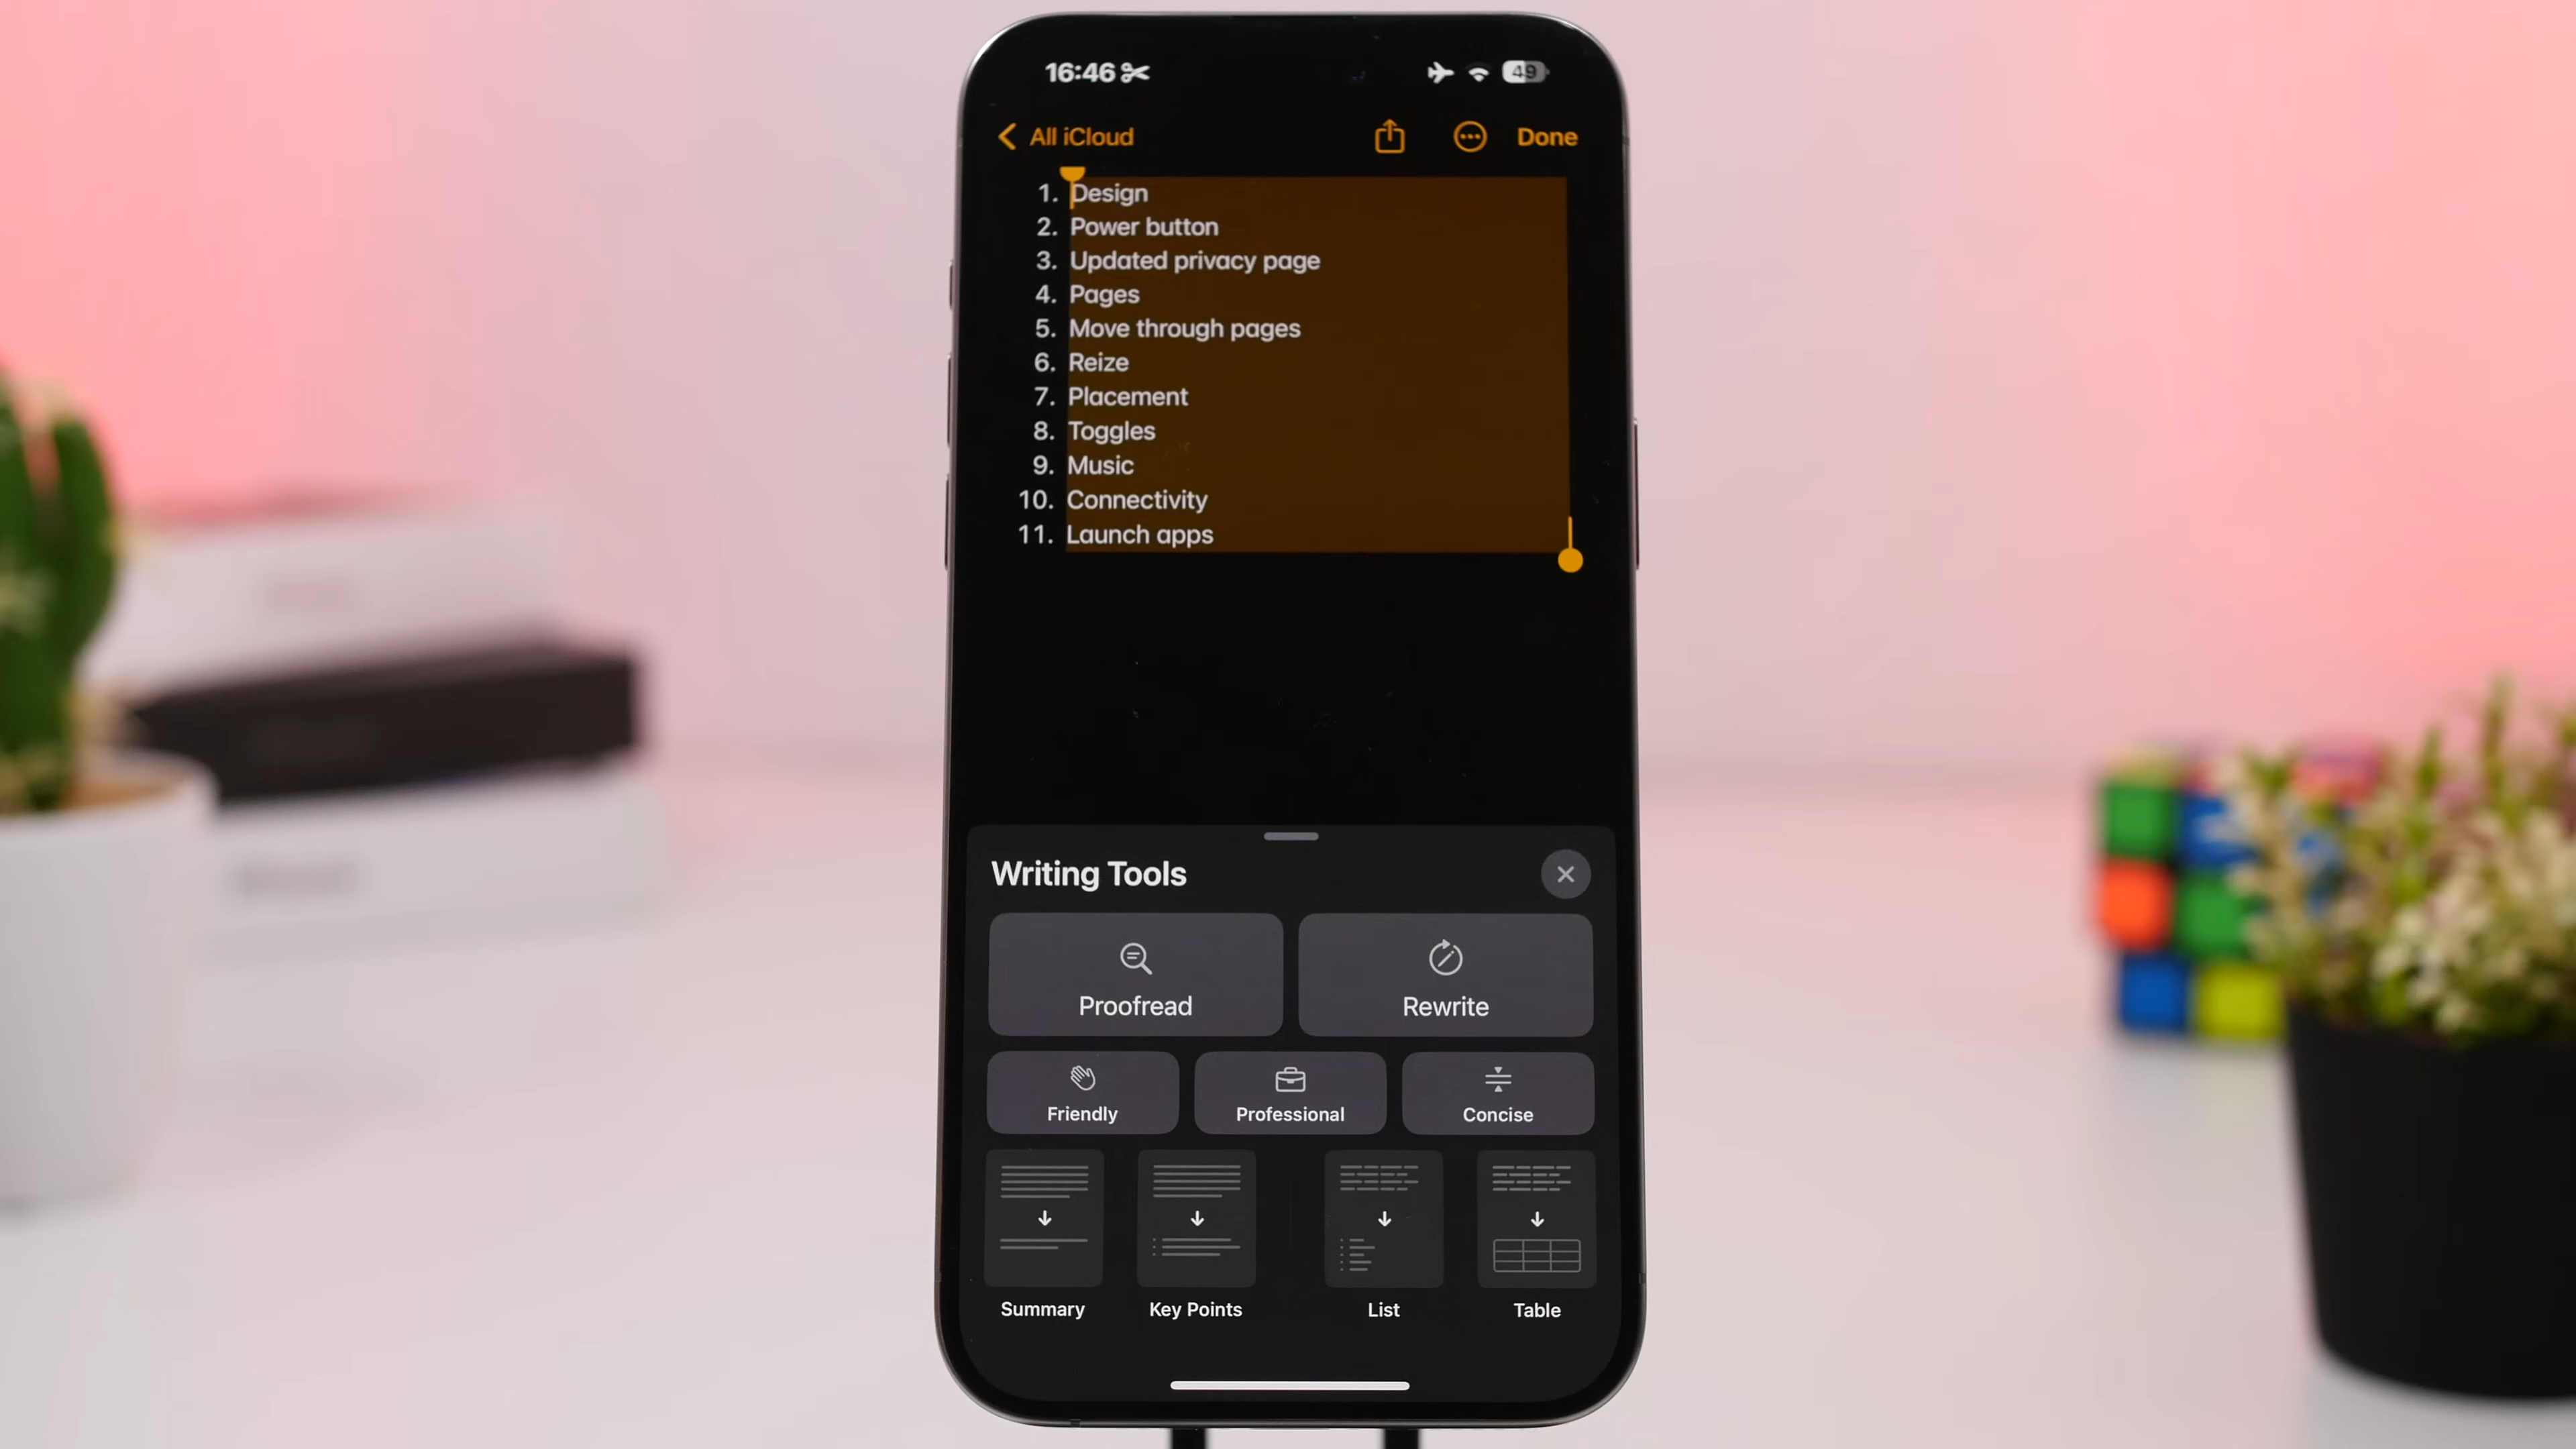 16:46 49
All iCloud Done
1. Design
2. Power button
3. Updated privacy page
4. Pages
5. Move through pages
6. Reize
7. Placement
8. Toggles
9. Music
10. Connectivity
11. Launch apps
Writing Tools
Proofread Rewrite
Friendly Professional Concise
Summary Key Points List Table